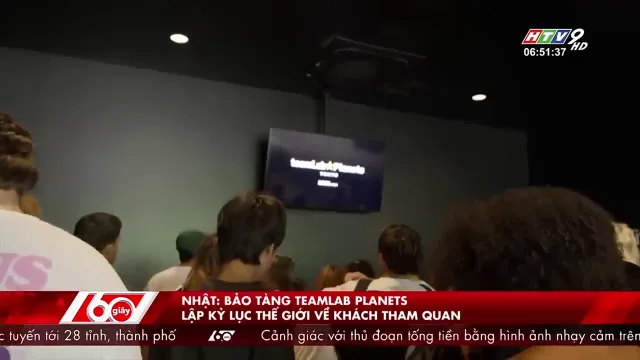 HTV9 HD
06:51:37
teamLab★Planets
TOKYO
60 giây
NHẬT: BẢO TÀNG TEAMLAB PLANETS
LẬP KỶ LỤC THẾ GIỚI VỀ KHÁCH THAM QUAN
c tuyến tới 28 tỉnh, thành phố 60 giây Cảnh giác với thủ đoạn tống tiền bằng hình ảnh nhạy cảm trên